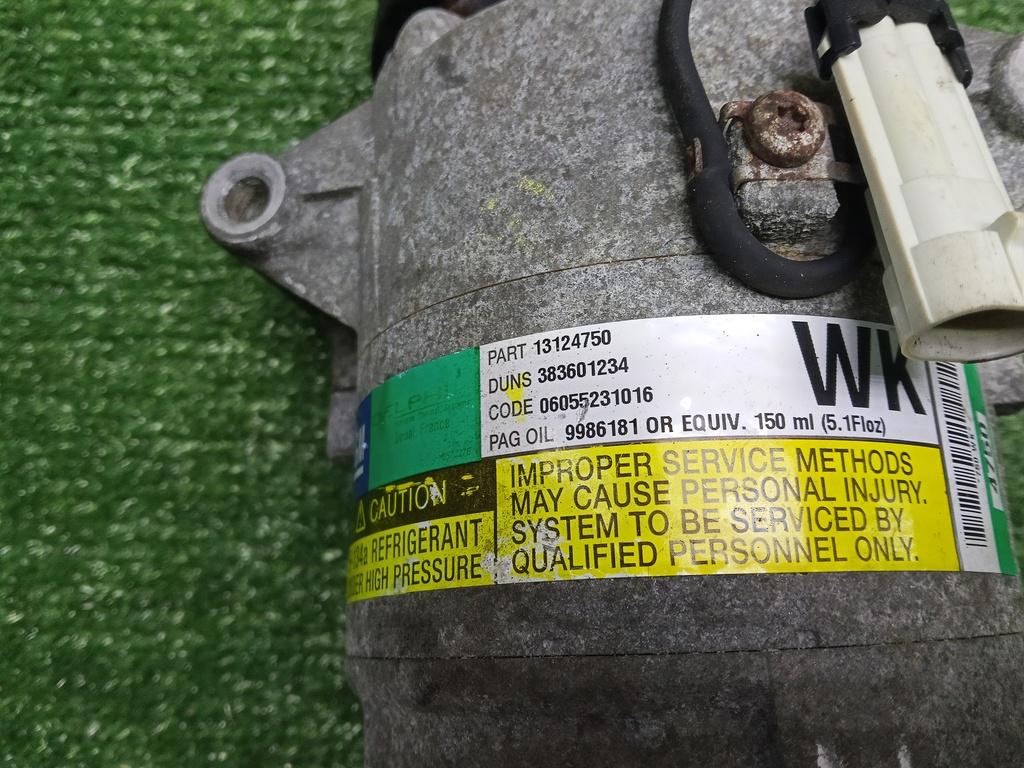 PART 13124750
DUNS 383601234
CODE 06055231016
PAG OIL 9986181 OR EQUIV. 150 ml (5.1Floz)
WK
CAUTION
REFRIGERANT
HIGH PRESSURE
IMPROPER SERVICE METHODS
MAY CAUSE PERSONAL INJURY.
SYSTEM TO BE SERVICED BY
QUALIFIED PERSONNEL ONLY.